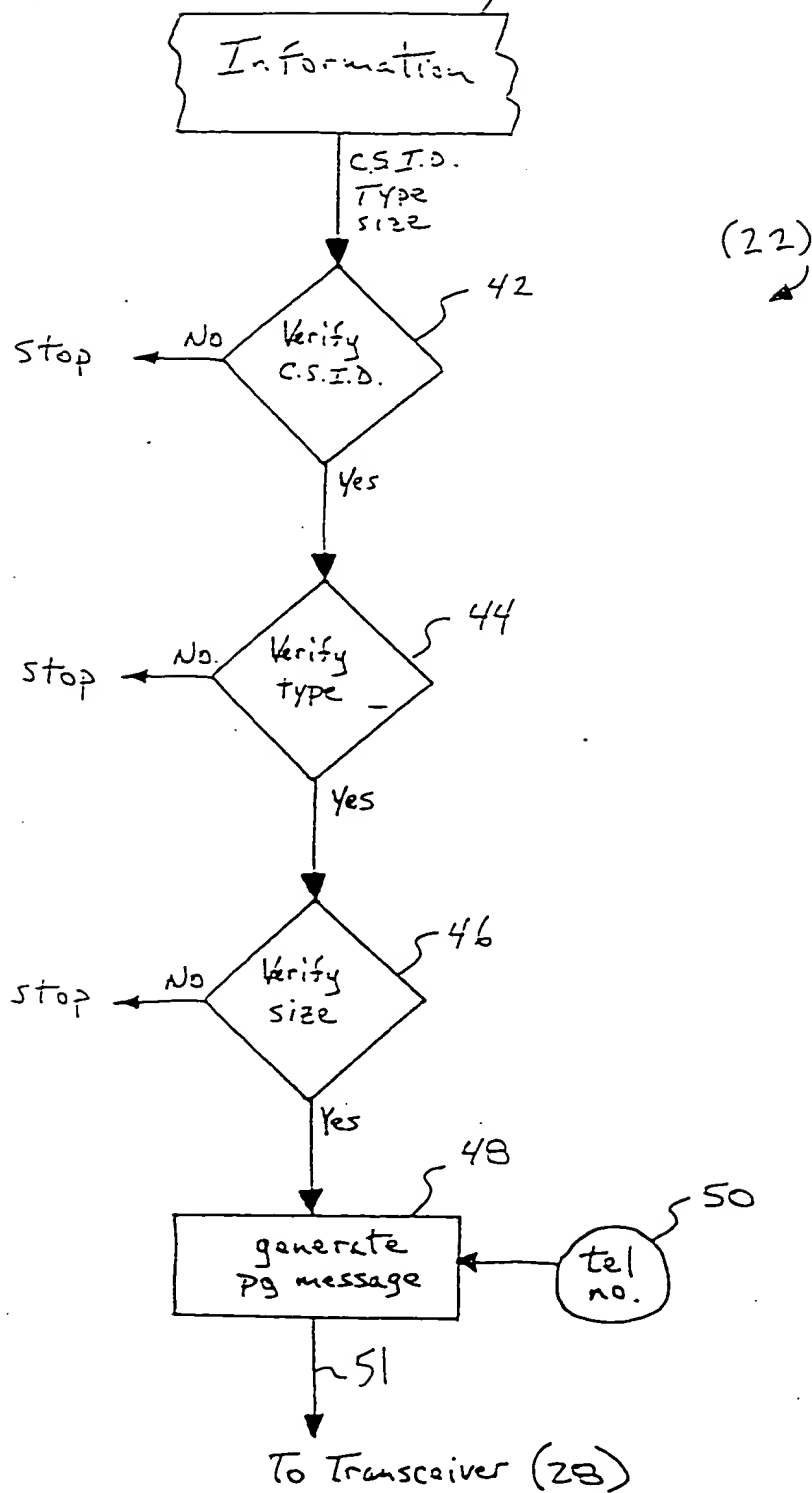 Information
C.S.I.D.
Type
size
(22)
42
Verify
C.S.I.D.
No
Stop
Yes
44
Verify
type _
No.
Stop
Yes
46
Verify
size
No
Stop
Yes
48
generate
pg message
50
tel
no.
51
To Transceiver (28)